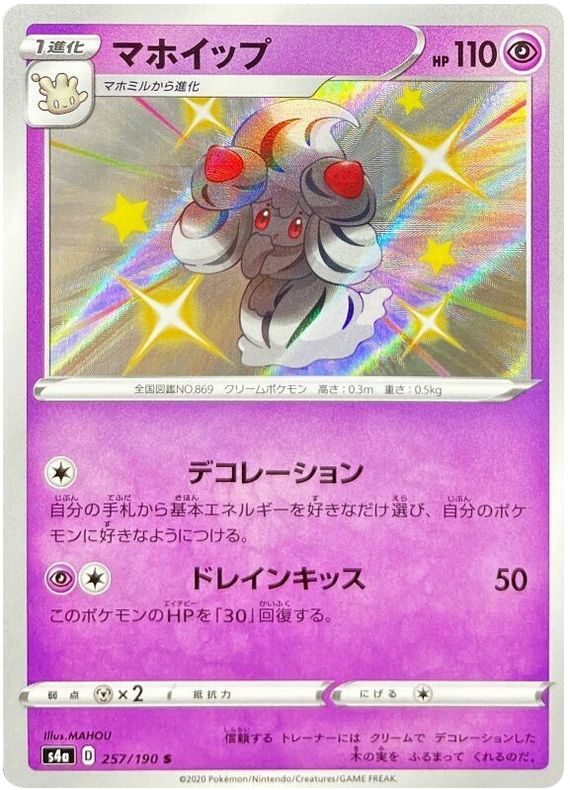 1進化 マホイップ HP 110
マホミルから進化
全国図鑑NO.869 クリームポケモン 高さ:0.3m 重さ:0.5kg
デコレーション
自分の手札から基本エネルギーを好きなだけ選び、自分のポケ
モンに好きなようにつける。
ドレインキッス 50
このポケモンのHPを「30」回復する。
弱点 ×2 抵抗力 にげる
Illus.MAHOU
信頼する トレーナーには クリームで デコレーションした
木の実を ふるまって くれるのだ。
s4a D 257/190 S
©2020 Pokémon/Nintendo/Creatures/GAME FREAK.